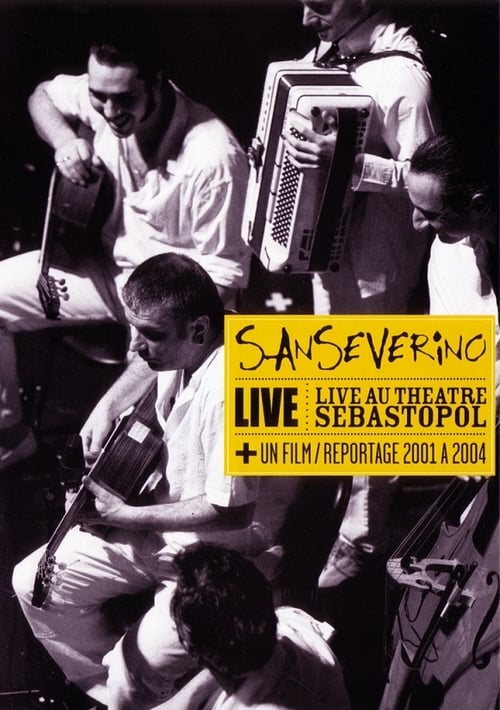 SANSEVERiNO
LIVE
LIVE AU THEATRE
SEBASTOPOL
+ UN FILM / REPORTAGE 2001 A 2004